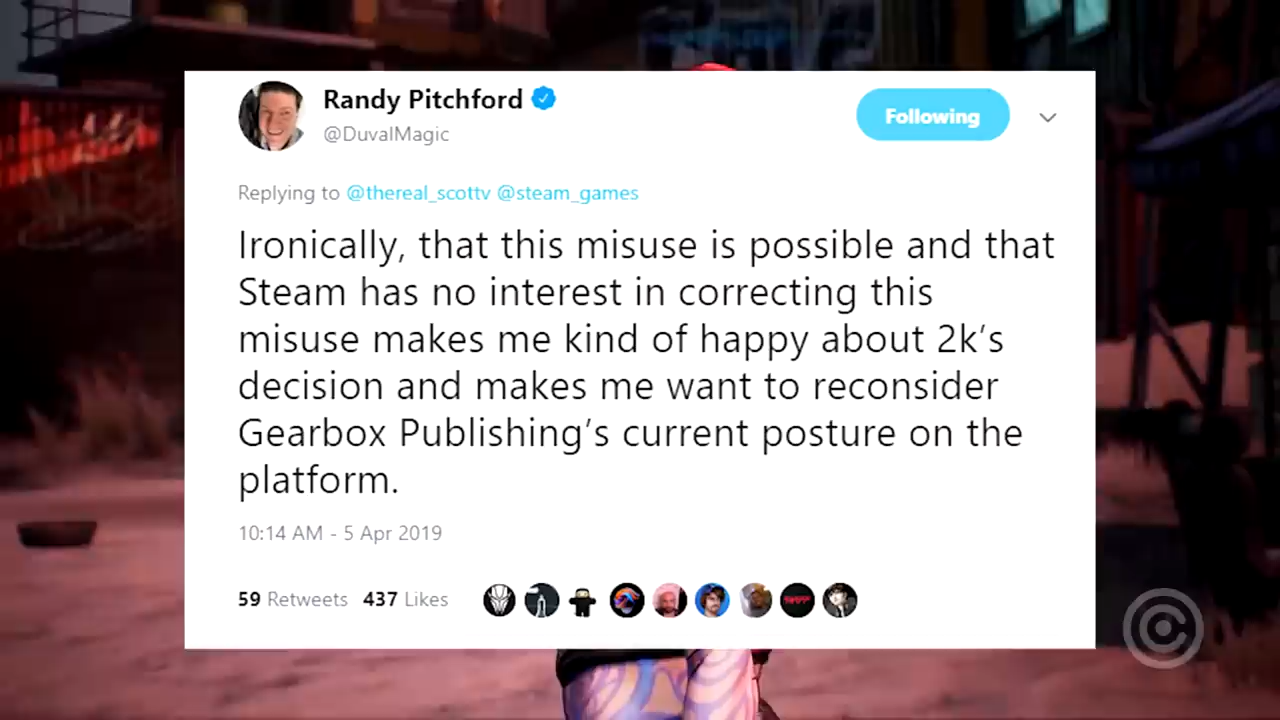 Randy Pitchford
@DuvalMagic
Following
Replying to @thereal_scottv @steam_games
Ironically, that this misuse is possible and that
Steam has no interest in correcting this
misuse makes me kind of happy about 2k's
decision and makes me want to reconsider
Gearbox Publishing's current posture on the
platform.
10:14 AM - 5 Apr 2019
59 Retweets 437 Likes